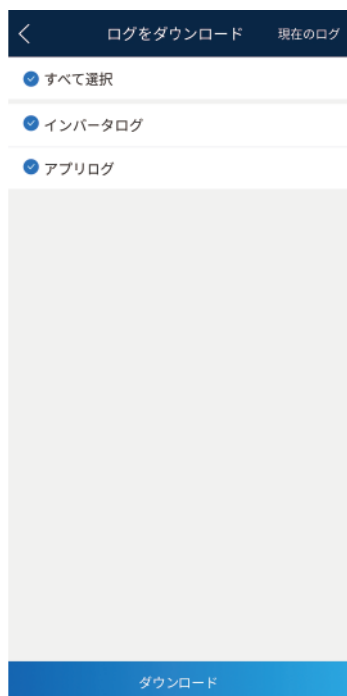 ログをダウンロード 現在のログ
すべて選択
インバータログ
アプリログ
ダウンロード